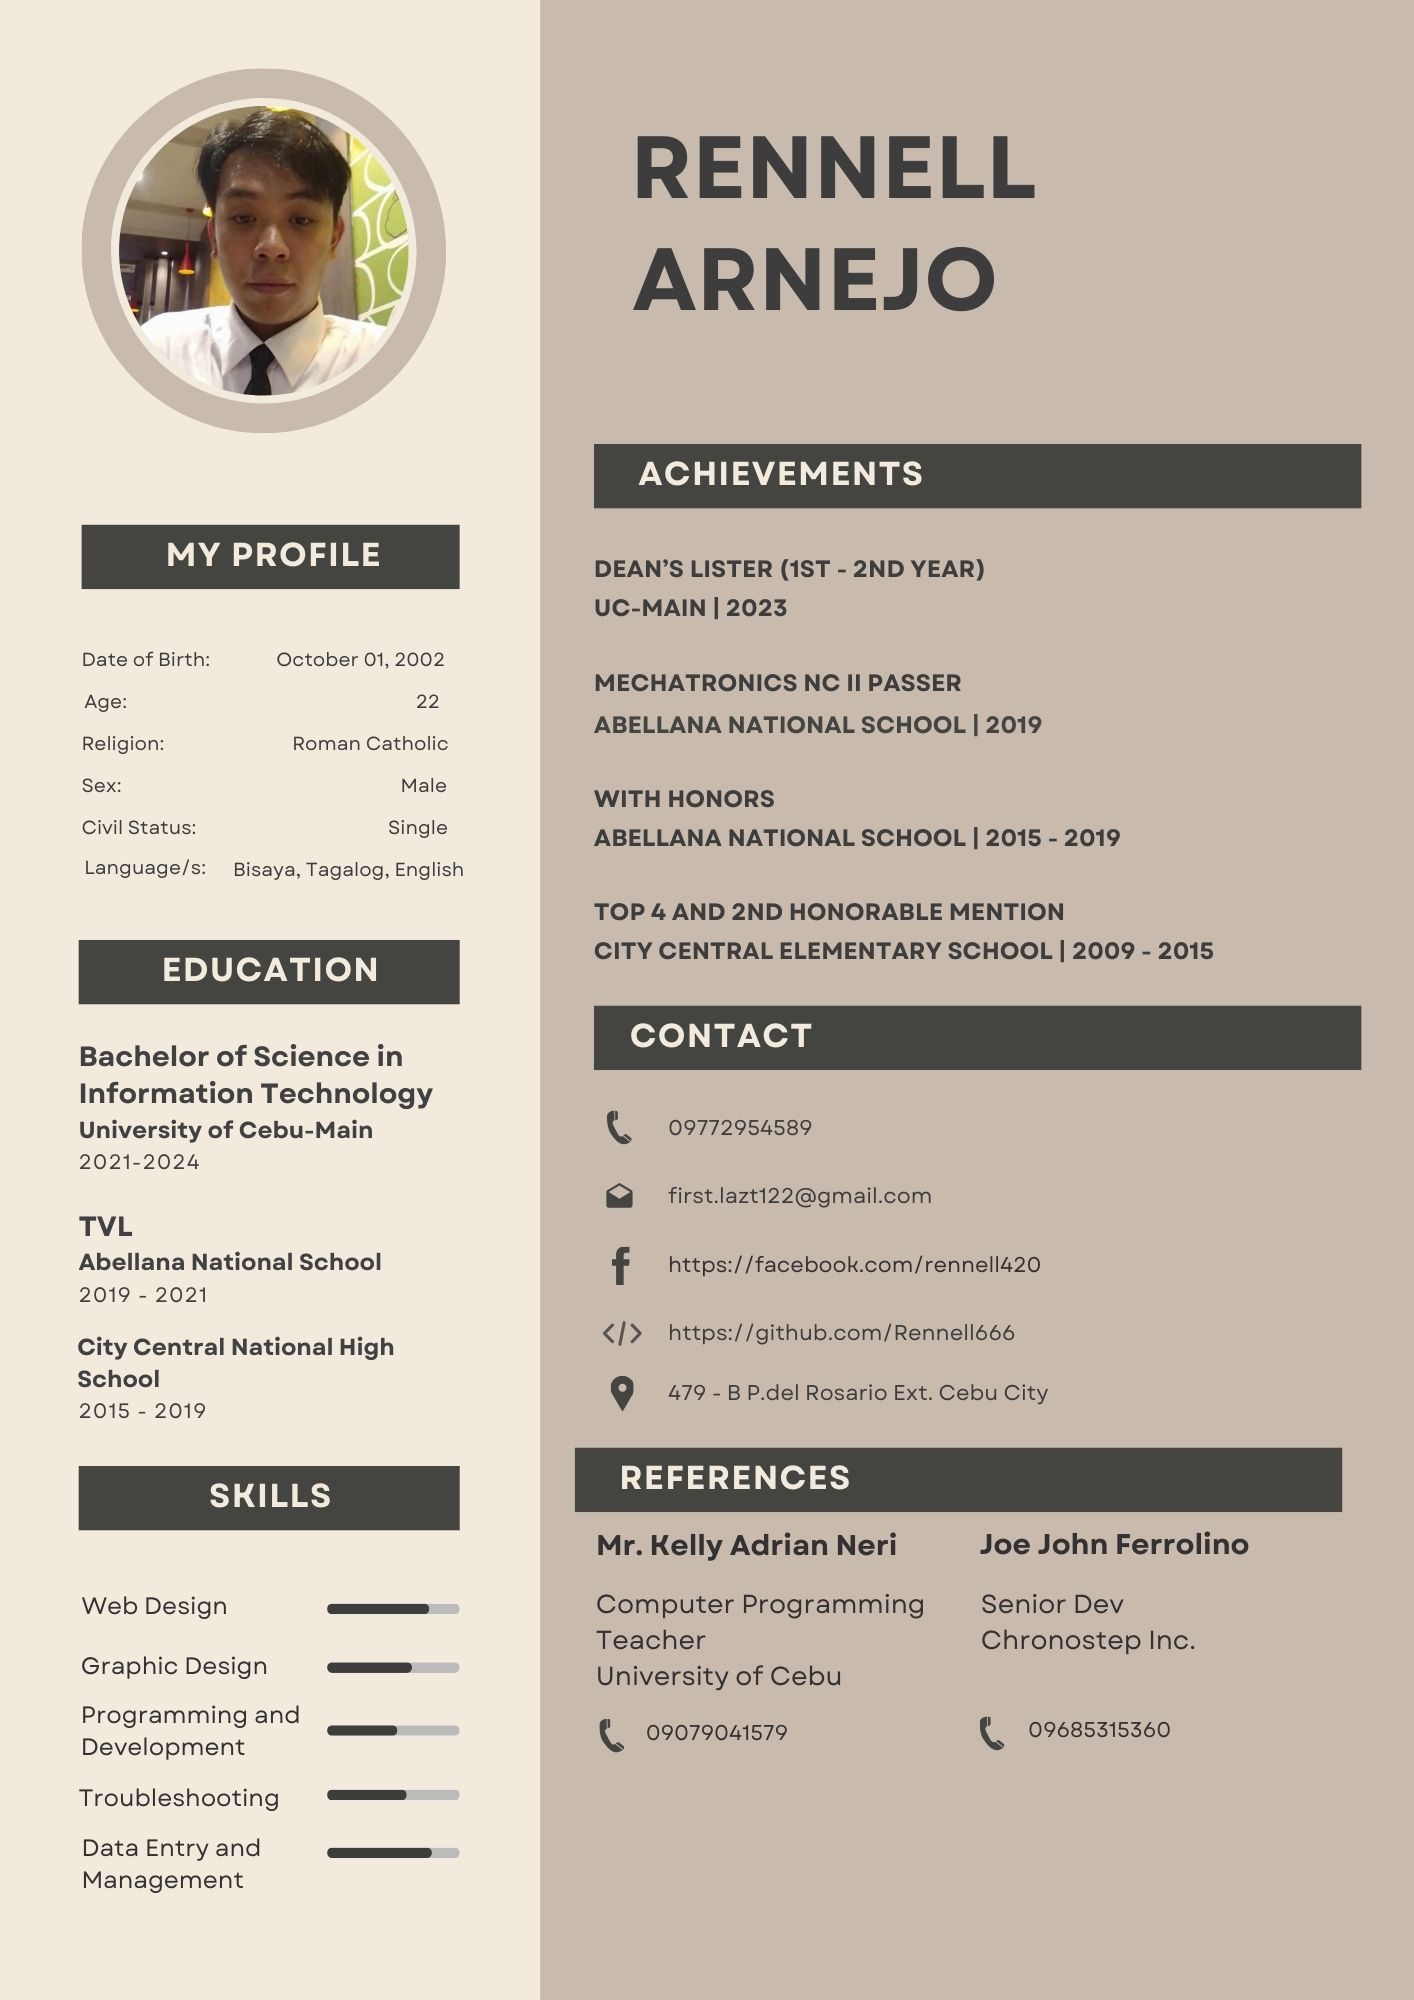 RENNELL
ARNEJO
MY PROFILE
Date of Birth: October 01, 2002
Age: 22
Religion: Roman Catholic
Sex: Male
Civil Status: Single
Language/s: Bisaya, Tagalog, English
EDUCATION
Bachelor of Science in
Information Technology
University of Cebu-Main
2021-2024
TVL
Abellana National School
2019 - 2021
City Central National High
School
2015 - 2019
SKILLS
Web Design
Graphic Design
Programming and
Development
Troubleshooting
Data Entry and
Management
ACHIEVEMENTS
DEAN’S LISTER (1ST - 2ND YEAR)
UC-MAIN | 2023
MECHATRONICS NC II PASSER
ABELLANA NATIONAL SCHOOL | 2019
WITH HONORS
ABELLANA NATIONAL SCHOOL | 2015 - 2019
TOP 4 AND 2ND HONORABLE MENTION
CITY CENTRAL ELEMENTARY SCHOOL | 2009 - 2015
CONTACT
09772954589
first.lazt122@gmail.com
https://facebook.com/rennell420
https://github.com/Rennell666
479 - B P.del Rosario Ext. Cebu City
REFERENCES
Mr. Kelly Adrian Neri
Computer Programming
Teacher
University of Cebu
09079041579
Joe John Ferrolino
Senior Dev
Chronostep Inc.
09685315360